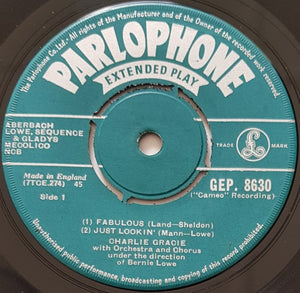 The Parlophone Co. Ltd. All rights of the Manufacturer and of the Owner of the recorded work reserved.
PARLOPHONE
EXTENDED PLAY
ABERBACH
LOWE, SEQUENCE
& GLADYS
MECOLICO
NCB
TRADE MARK
Made in England
(7TCE.274) 45
GEP. 8630
("Cameo" Recording)
Side 1
(1) FABULOUS (Land—Sheldon)
(2) JUST LOOKIN' (Mann—Lowe)
CHARLIE GRACIE
with Orchestra and Chorus
under the direction
of Bernie Lowe
Unauthorised public performance, broadcasting and copying of this record prohibited.